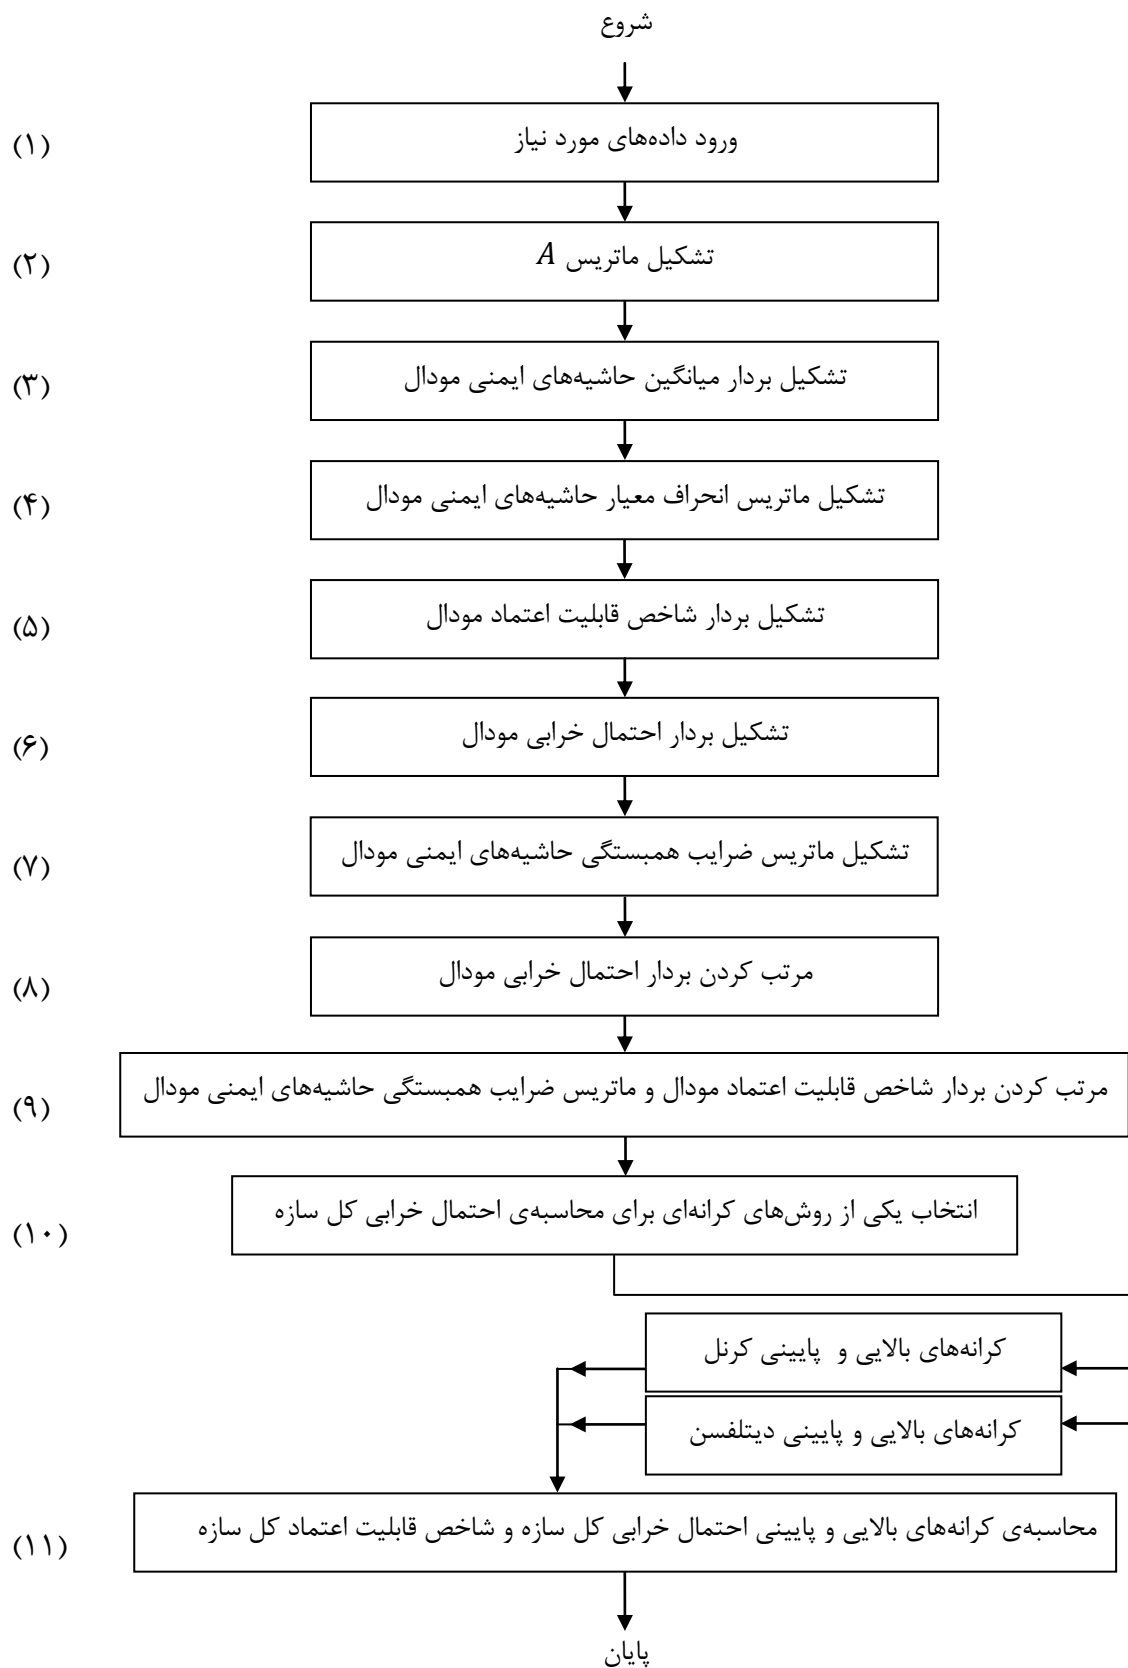 شروع
(۱)
ورود داده‌های مورد نیاز
(۲)
تشکیل ماتریس A
(۳)
تشکیل بردار میانگین حاشیه‌های ایمنی مودال
(۴)
تشکیل ماتریس انحراف معیار حاشیه‌های ایمنی مودال
(۵)
تشکیل بردار شاخص قابلیت اعتماد مودال
(۶)
تشکیل بردار احتمال خرابی مودال
(۷)
تشکیل ماتریس ضرایب همبستگی حاشیه‌های ایمنی مودال
(۸)
مرتب کردن بردار احتمال خرابی مودال
(۹)
مرتب کردن بردار شاخص قابلیت اعتماد مودال و ماتریس ضرایب همبستگی حاشیه‌های ایمنی مودال
(۱۰)
انتخاب یکی از روش‌های کرانه‌ای برای محاسبه‌ی احتمال خرابی کل سازه
کرانه‌های بالایی و پایینی کرنل
کرانه‌های بالایی و پایینی دیتلفسن
(۱۱)
محاسبه‌ی کرانه‌های بالایی و پایینی احتمال خرابی کل سازه و شاخص قابلیت اعتماد کل سازه
پایان